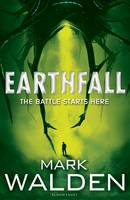 EARTHFALL
THE BATTLE STARTS HERE
MARK
WALDEN